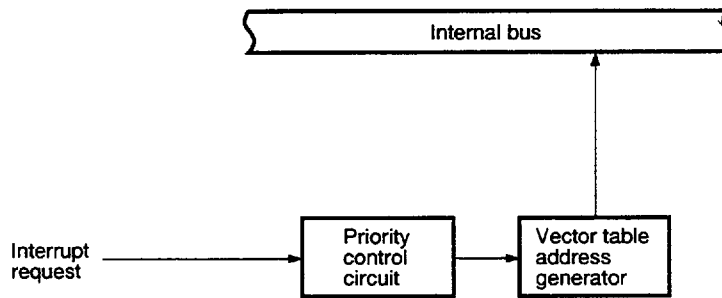 Internal bus
Interrupt
request
Priority
control
circuit
Vector table
address
generator